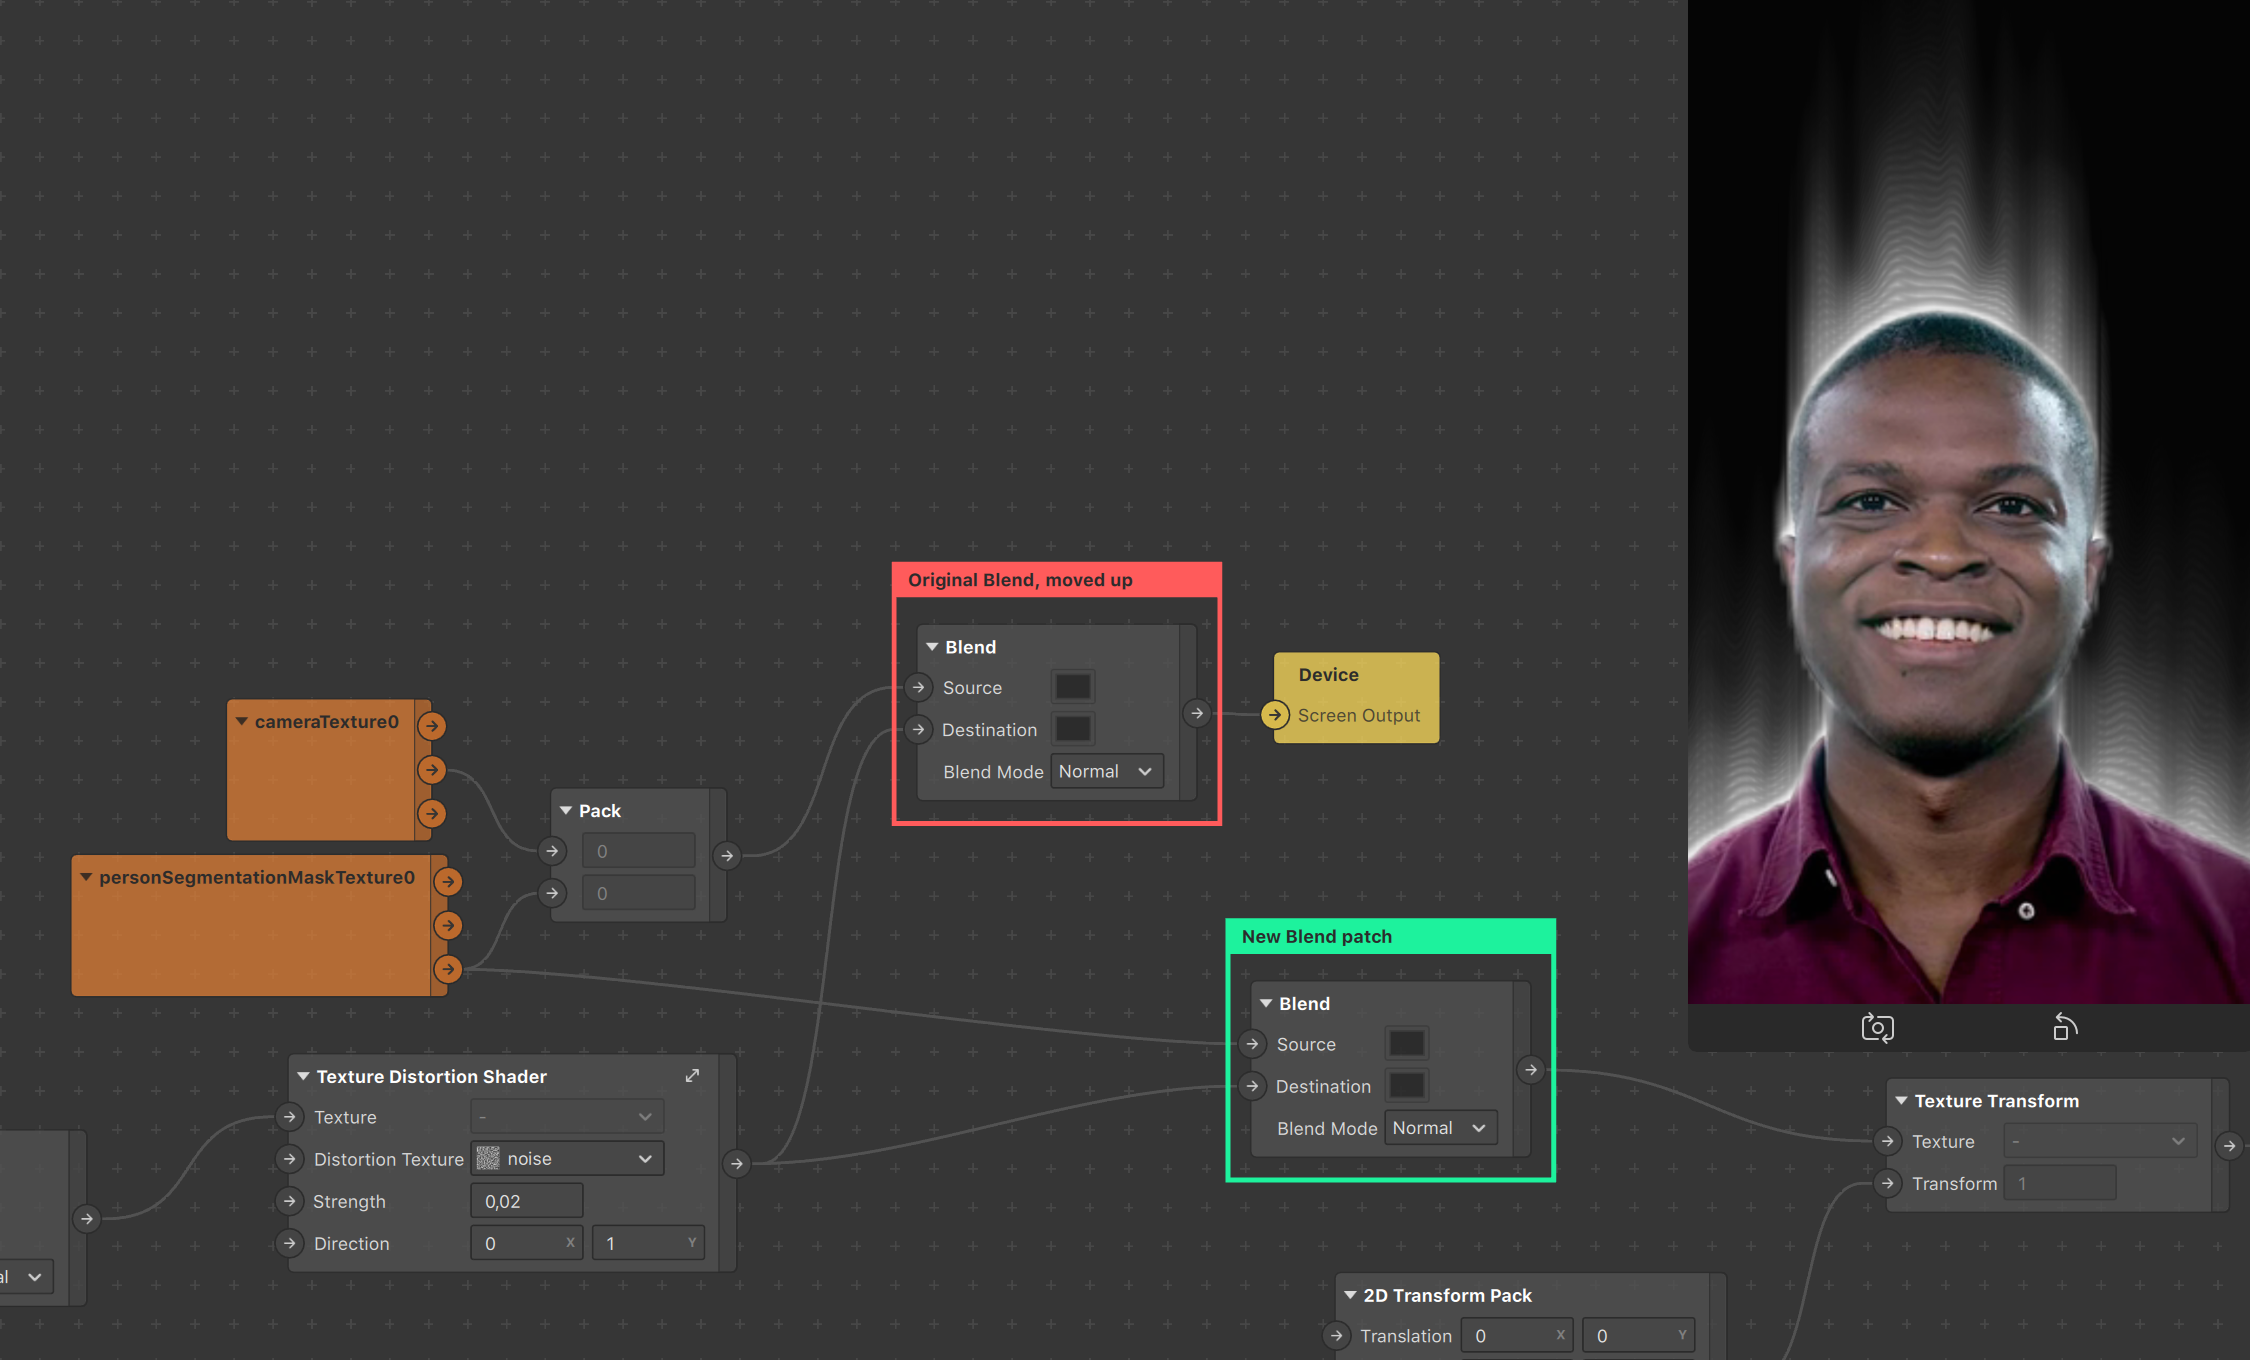 Original Blend, moved up
Blend
Source
Destination
Blend Mode Normal
Device
Screen Output
cameraTexture0
Pack
0
0
personSegmentationMaskTexture0
New Blend patch
Blend
Source
Destination
Blend Mode Normal
Texture Distortion Shader
Texture -
Distortion Texture noise
Strength 0,02
Direction 0 X 1 Y
al
Texture Transform
Texture -
Transform 1
2D Transform Pack
Translation 0 X 0 Y